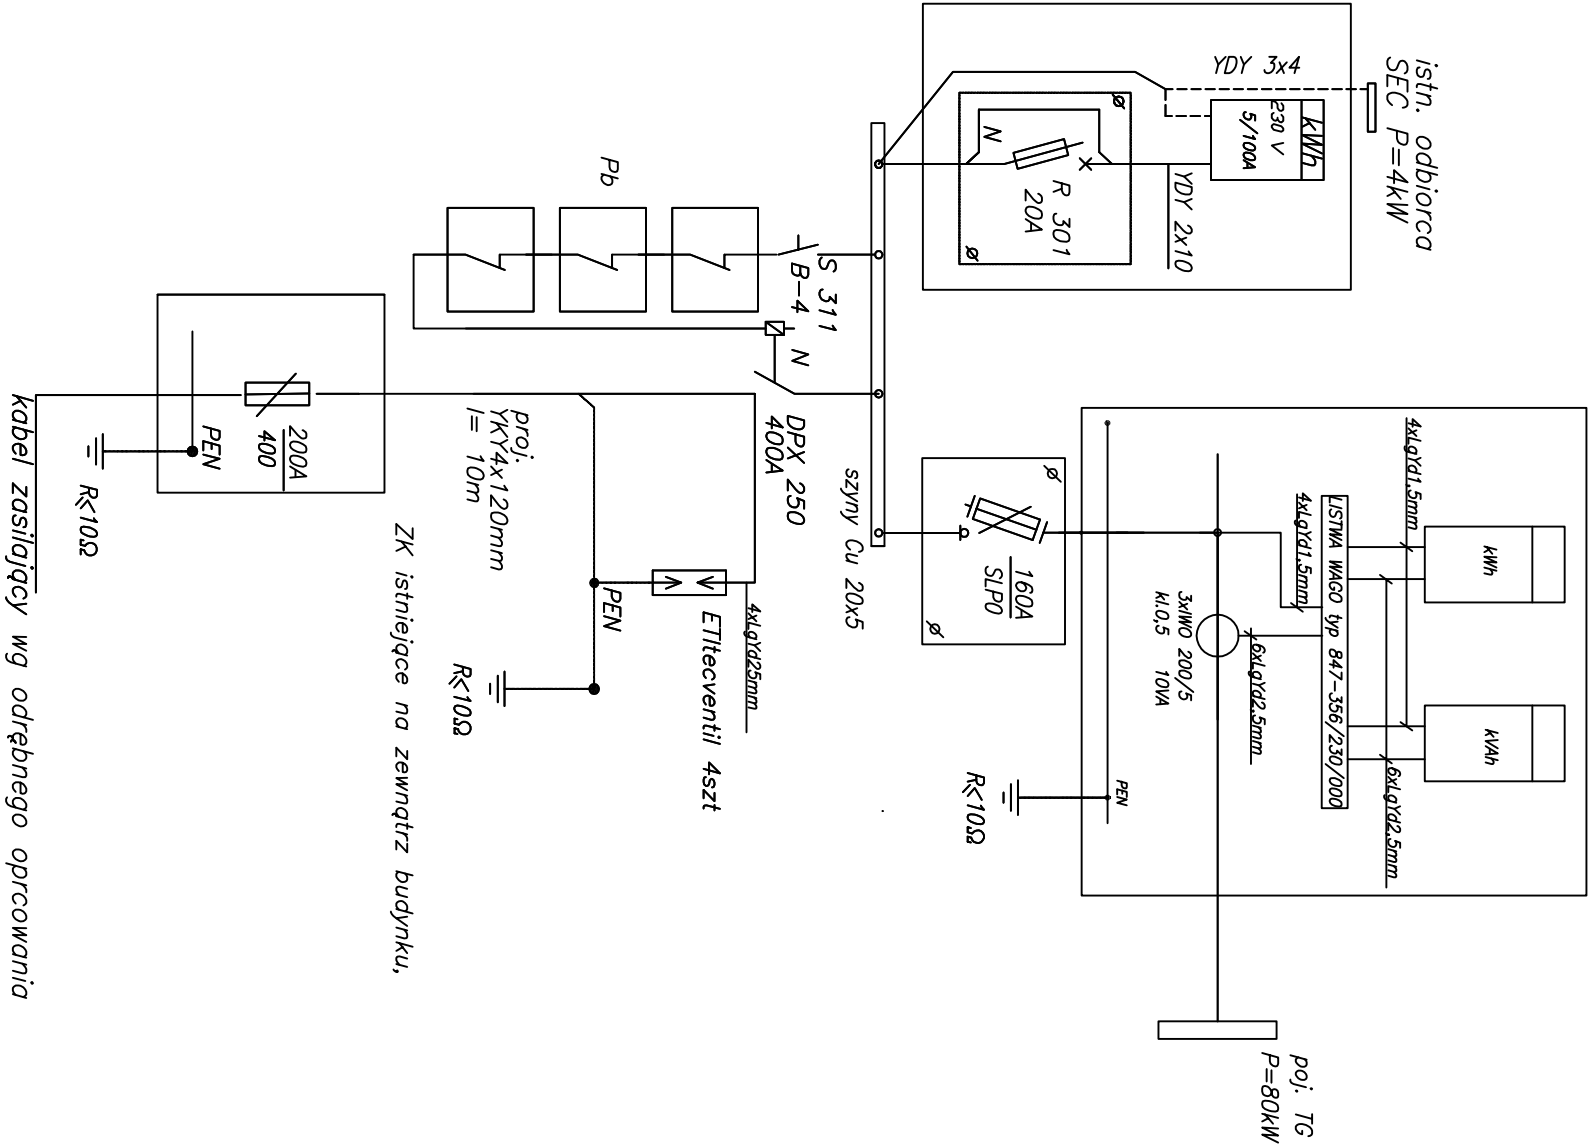 istn. odbiorca
SEC P=4kW
YDY 3x4
kWh
230 V
5/100A
YDY 2x10
N
R 301
20A
Pb
S 311
B-4
N
DPX 250
400A
szyny Cu 20x5
160A
SLPO
4xLgYd1,5mm
kWh
kVAh
6xLgYd2,5mm
LISTWA WAGO typ 847-356/230/000
4xLgYd1,5mm
6xLgYd2,5mm
3xIWO 200/5
kl.0,5 10VA
PEN
R≤10Ω
poj. TG
P=80kW
4xLgYd25mm
ETItecventil 4szt
PEN
R≤10Ω
proj.
YKY4x120mm
l= 10m
ZK istniejące na zewnątrz budynku,
200A
400
PEN
R≤10Ω
kabel zasilający wg odrębnego oprcowania